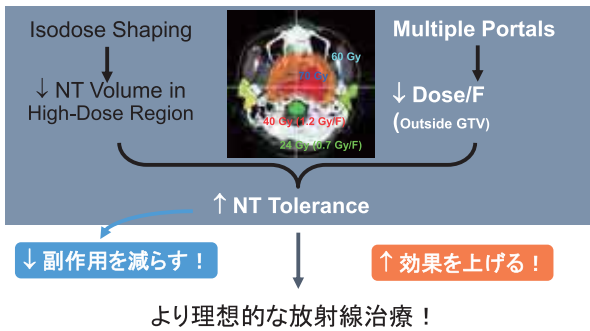 Isodose Shaping
↓ NT Volume in
High-Dose Region
60 Gy
40 Gy (1.2 Gy/F)
24 Gy (0.7 Gy/F)
Multiple Portals
↓ Dose/F
(Outside GTV)
↑ NT Tolerance
↓ 副作用を減らす！
↑ 効果を上げる！
より理想的な放射線治療！